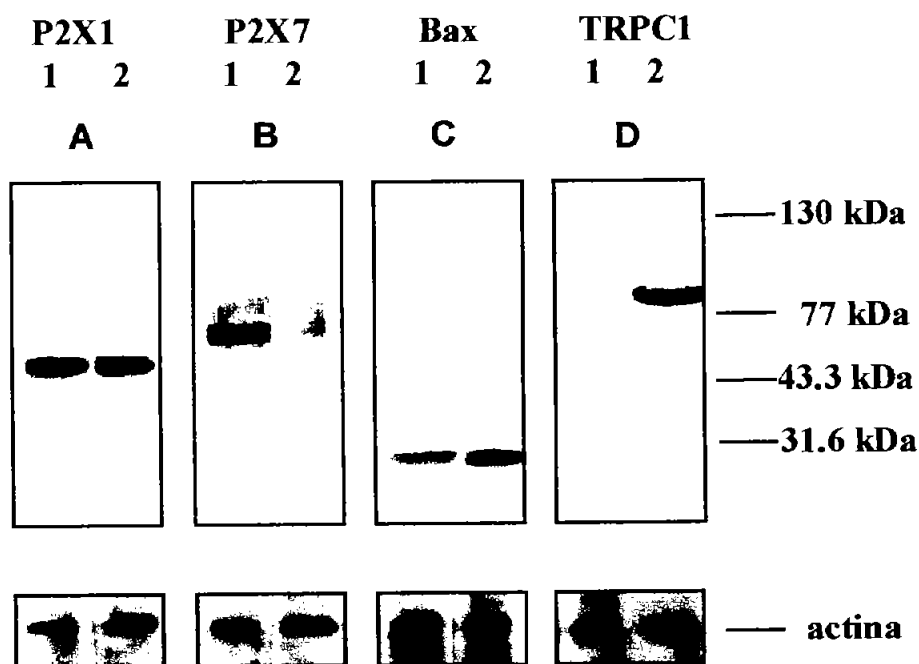 P2X1 P2X7 Bax TRPC1
1 2 1 2 1 2 1 2
A B C D
130 kDa
77 kDa
43.3 kDa
31.6 kDa
actina